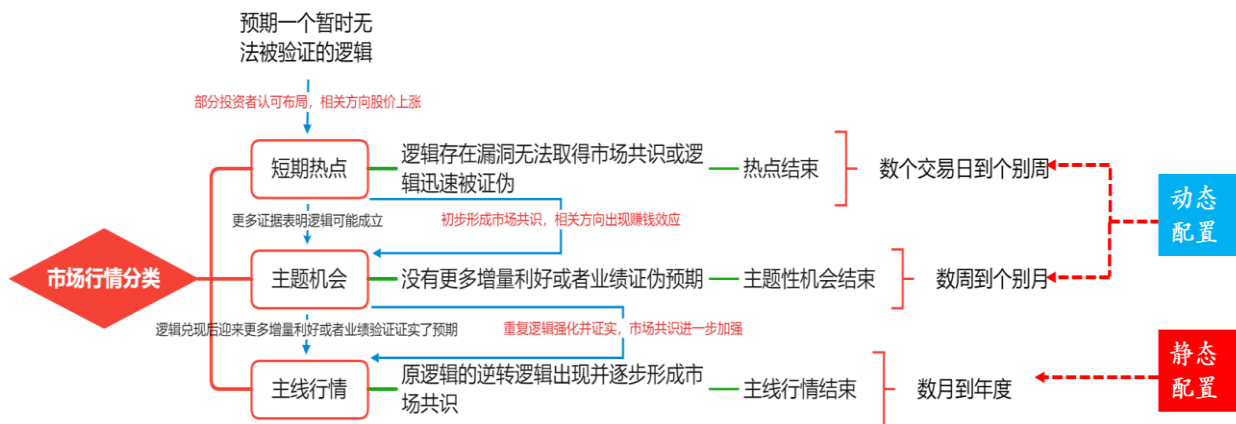 预期一个暂时无
法被验证的逻辑
部分投资者认可布局，相关方向股价上涨
短期热点
逻辑存在漏洞无法取得市场共识或逻
辑迅速被证伪
热点结束
数个交易日到个别周
动态
配置
更多证据表明逻辑可能成立
初步形成市场共识，相关方向出现赚钱效应
市场行情分类
主题机会
没有更多增量利好或者业绩证伪预期
主题性机会结束
数周到个别月
逻辑兑现后迎来更多增量利好或者业绩验证证实了预期
重复逻辑强化并证实，市场共识进一步加强
静态
配置
主线行情
原逻辑的逆转逻辑出现并逐步形成市
场共识
主线行情结束
数月到年度